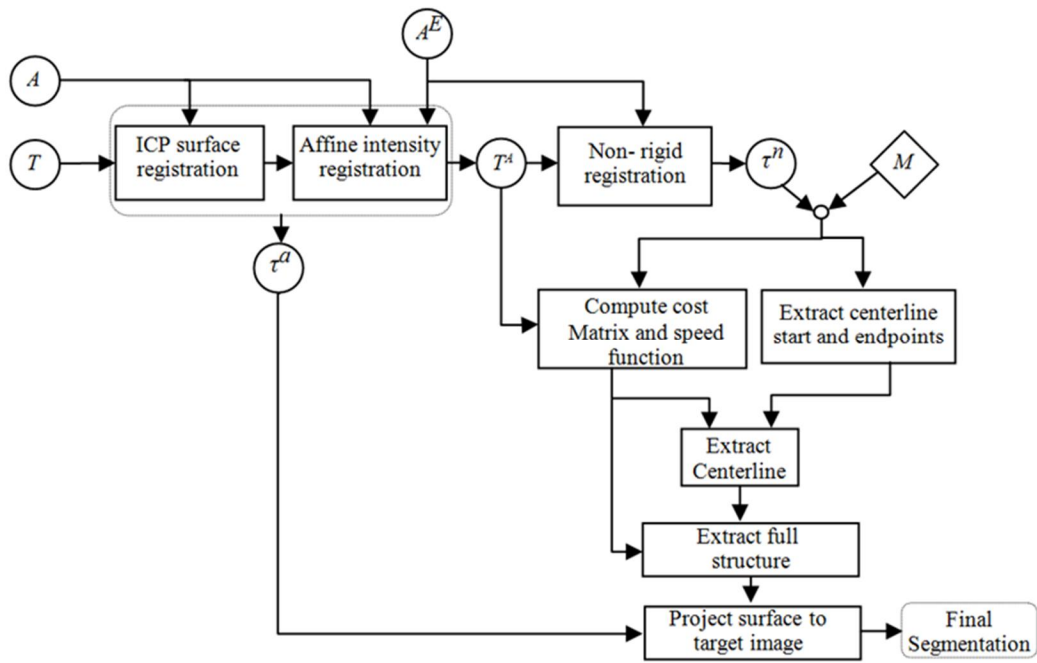 A^E
A
T
ICP surface
registration
Affine intensity
registration
T^A
Non- rigid
registration
τ^n
M
τ^a
Compute cost
Matrix and speed
function
Extract centerline
start and endpoints
Extract
Centerline
Extract full
structure
Project surface to
target image
Final
Segmentation